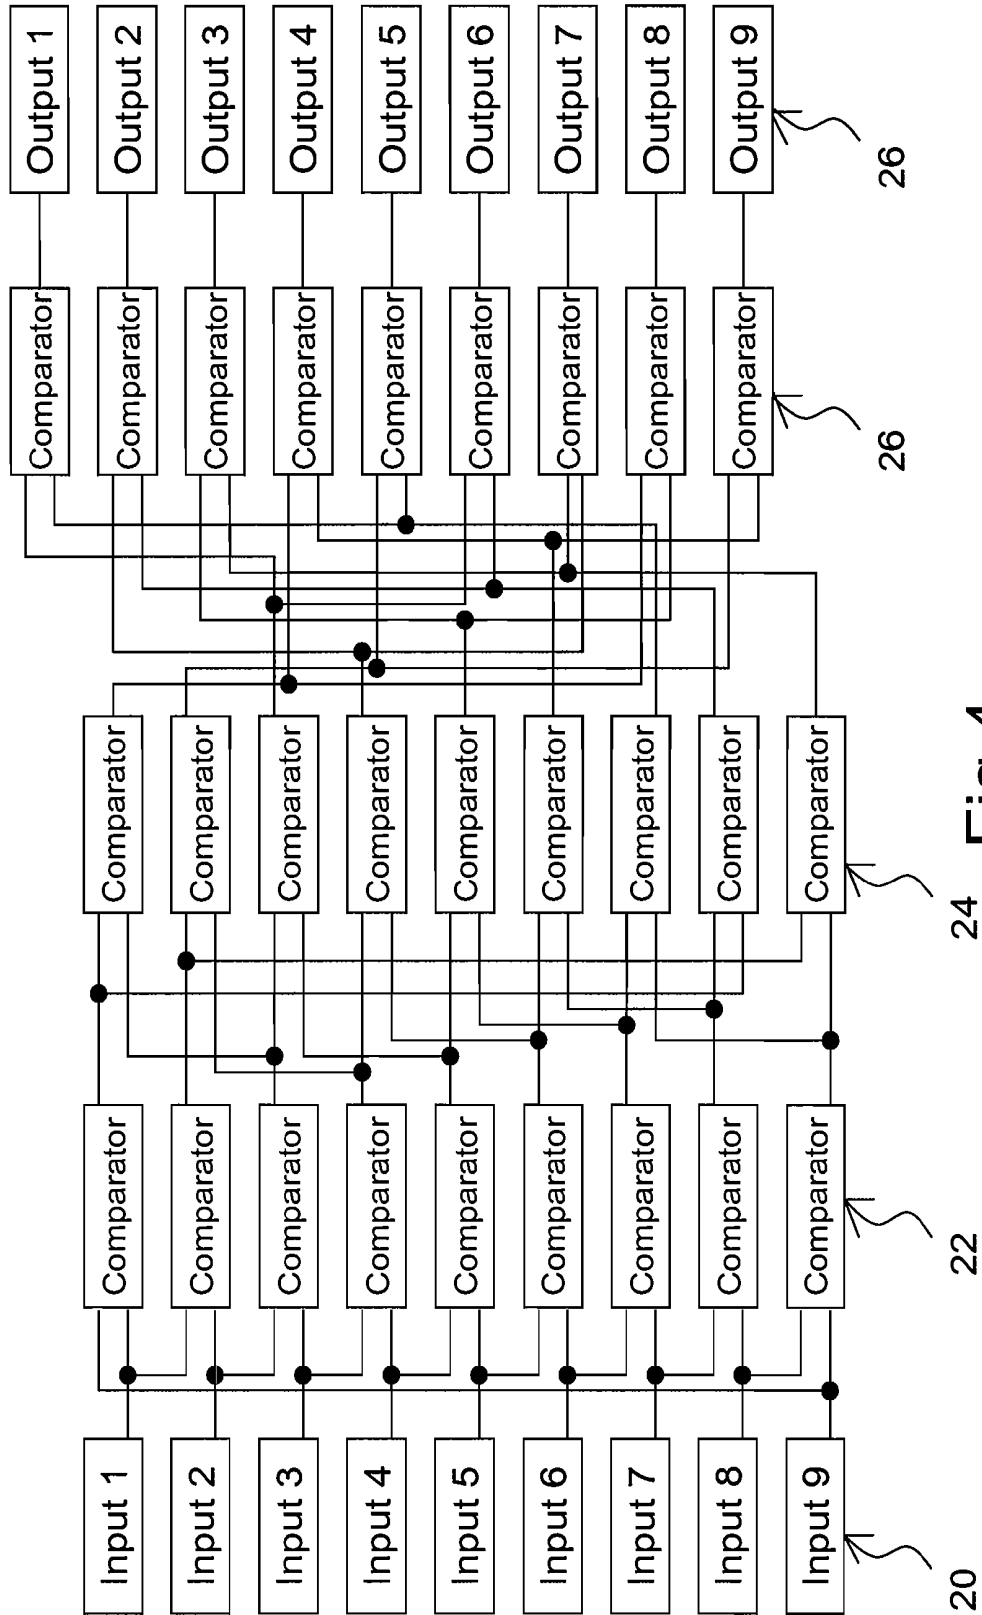 Input 1
Input 2
Input 3
Input 4
Input 5
Input 6
Input 7
Input 8
Input 9
20
Comparator
Comparator
Comparator
Comparator
Comparator
Comparator
Comparator
Comparator
Comparator
22
Comparator
Comparator
Comparator
Comparator
Comparator
Comparator
Comparator
Comparator
Comparator
24
Comparator
Comparator
Comparator
Comparator
Comparator
Comparator
Comparator
Comparator
Comparator
26
Output 1
Output 2
Output 3
Output 4
Output 5
Output 6
Output 7
Output 8
Output 9
26
Fig. 4